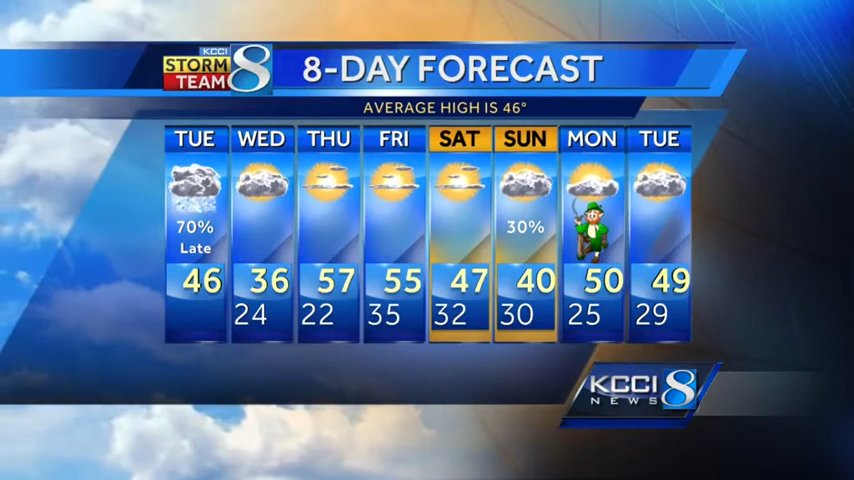 KCCI
STORM
TEAM 8
8-DAY FORECAST
AVERAGE HIGH IS 46°
TUE WED THU FRI SAT SUN MON TUE
70% 30%
Late
46 36 57 55 47 40 50 49
24 22 35 32 30 25 29
KCCI 8
NEWS